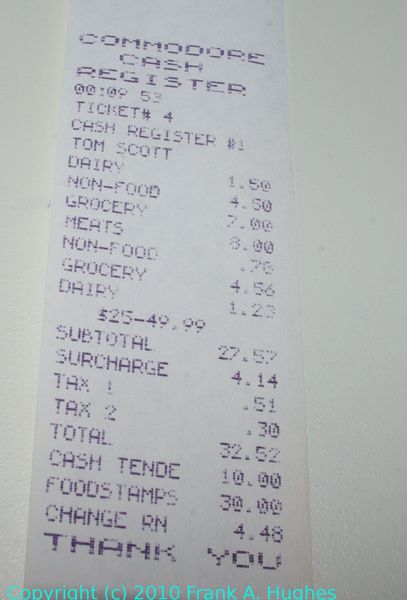 COMMODORE
CASH
REGISTER
00:09 53
TICKET# 4
CASH REGISTER #1
TOM SCOTT
DAIRY 1.50
NON-FOOD 4.50
GROCERY 7.00
MEATS 8.00
NON-FOOD .78
GROCERY 4.56
DAIRY 1.23
$25-49.99
SUBTOTAL 27.57
SURCHARGE 4.14
TAX 1 .51
TAX 2 .30
TOTAL 32.52
CASH TENDE 10.00
FOODSTAMPS 30.00
CHANGE RN 4.48
THANK YOU
Copyright (c) 2010 Frank A. Hughes